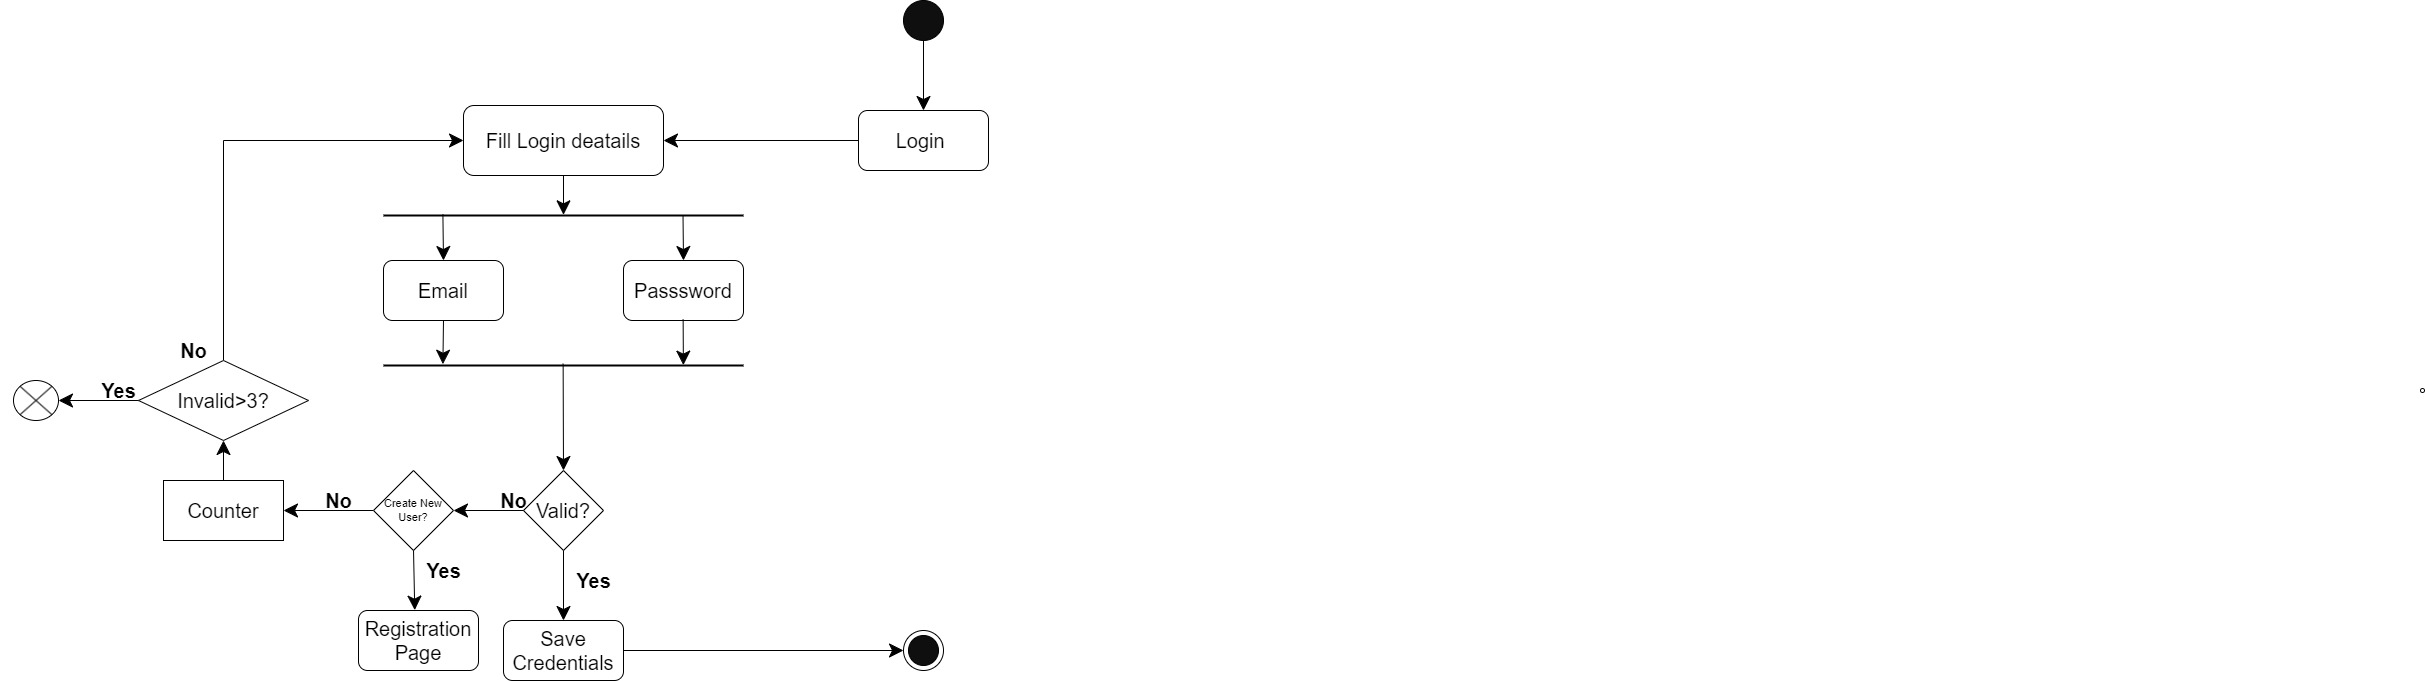 Fill Login deatails
Login
Email
Passsword
No
Yes
Invalid>3?
Counter
No
Create New
User?
No
Valid?
Yes
Yes
Registration
Page
Save
Credentials